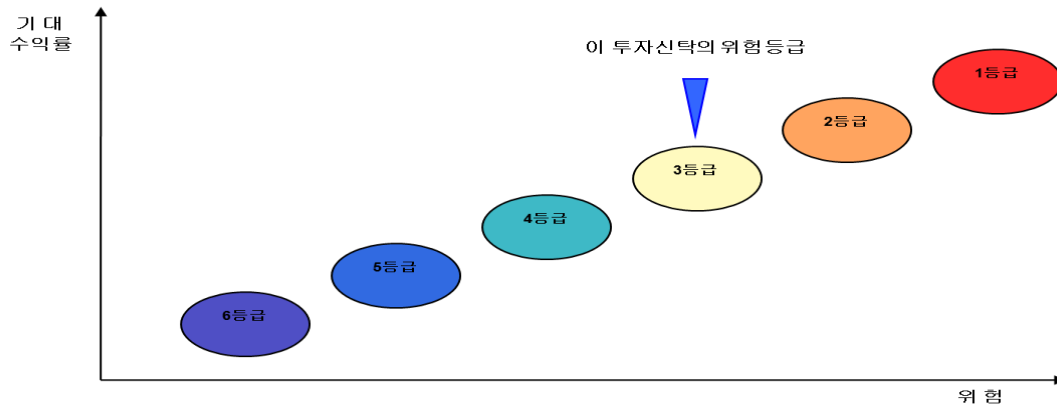 기 대
수익률
이 투자신탁의 위험등급
1등급
2등급
3등급
4등급
5등급
6등급
위 험